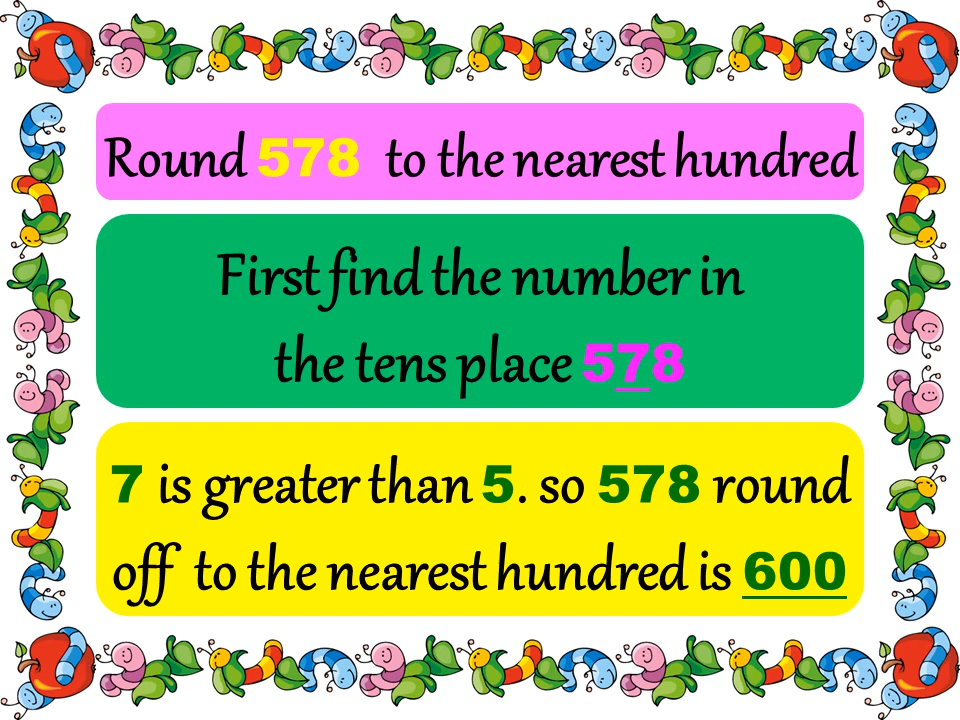 Round 578 to the nearest hundred
First find the number in
the tens place 578
7 is greater than 5. so 578 round
off to the nearest hundred is 600